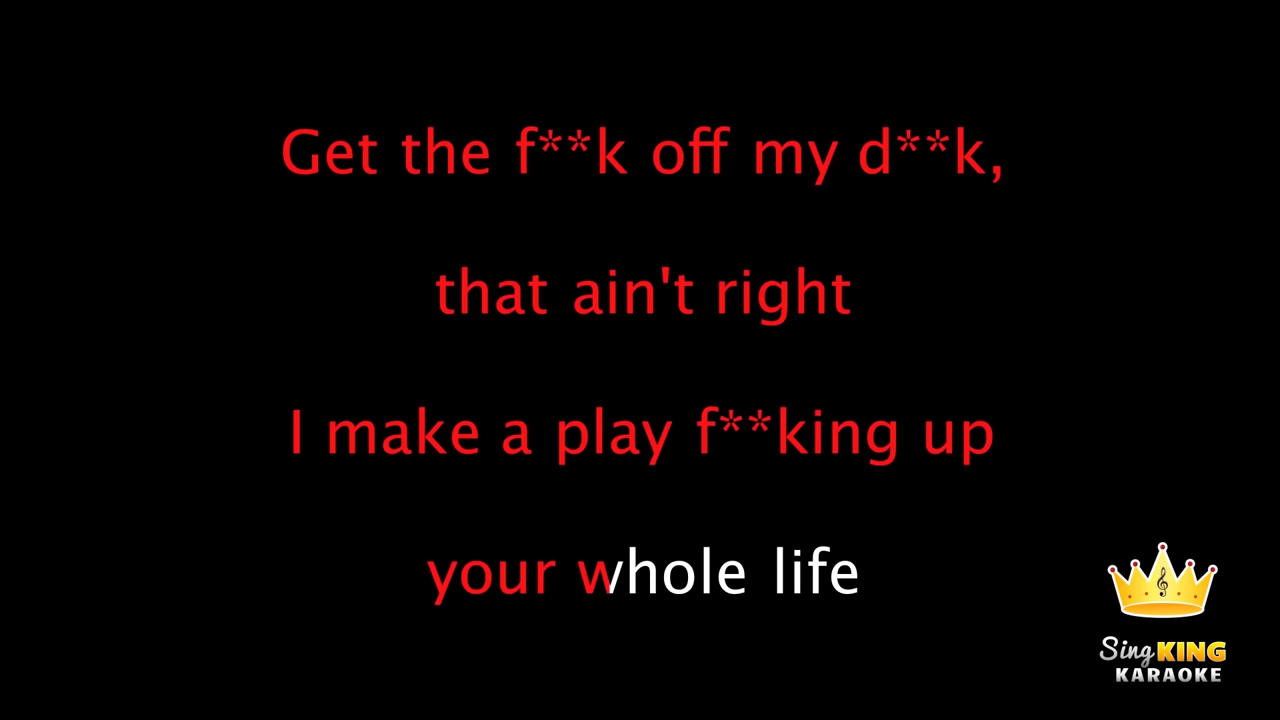 Get the f**k off my d**k,
that ain't right
I make a play f**king up
your whole life
Sing KING
KARAOKE